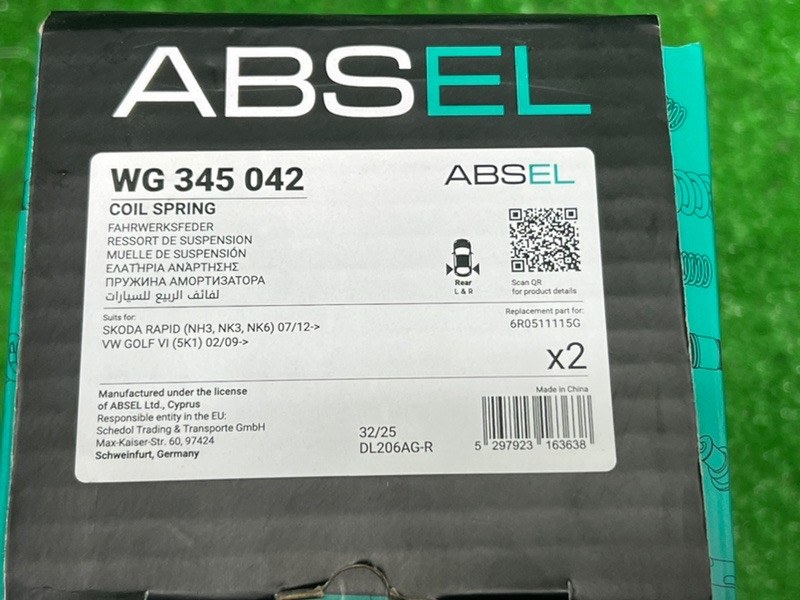 ABSEL
WG 345 042
ABSEL
COIL SPRING
FAHRWERKSFEDER
RESSORT DE SUSPENSION
MUELLE DE SUSPENSIÓN
ΕΛΑΤΗΡΙΑ ΑΝΑΡΤΗΣΗΣ
ПРУЖИНА АМОРТИЗАТОРА
لفائف الربيع للسيارات
Rear
L & R
Scan QR
for product details
Suits for:
SKODA RAPID (NH3, NK3, NK6) 07/12->
VW GOLF VI (5K1) 02/09->
Replacement part for:
6R0511115G
x2
Manufactured under the license
of ABSEL Ltd., Cyprus
Responsible entity in the EU:
Schedol Trading & Transporte GmbH
Max-Kaiser-Str. 60, 97424
Schweinfurt, Germany
32/25
DL206AG-R
Made in China
5 297923 163638